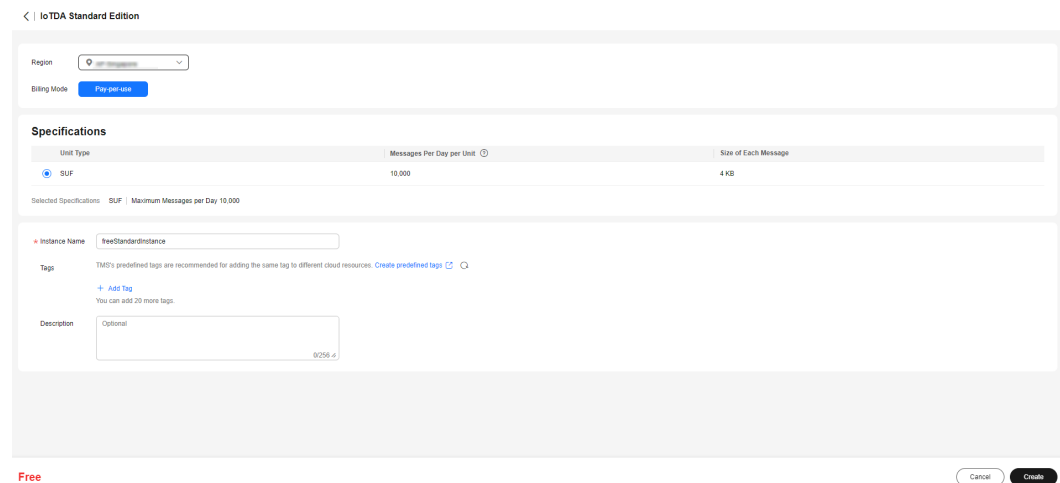 IoTDA Standard Edition
Region
Billing Mode Pay-per-use
Specifications
Unit Type Messages Per Day per Unit Size of Each Message
SUF 10,000 4 KB
Selected Specifications SUF | Maximum Messages per Day 10,000
* Instance Name freeStandardInstance
Tags TMS's predefined tags are recommended for adding the same tag to different cloud resources. Create predefined tags
+ Add Tag
You can add 20 more tags.
Description Optional
0/256
Free Cancel Create